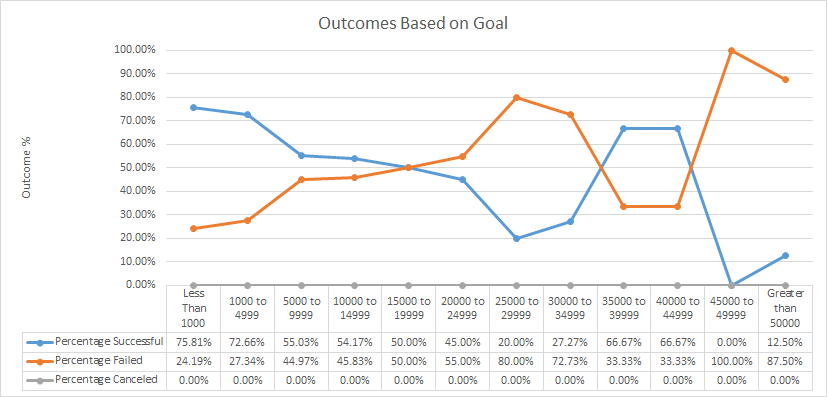 Outcomes Based on Goal
100.00%
90.00%
80.00%
70.00%
60.00%
50.00%
40.00%
30.00%
20.00%
10.00%
0.00%
Outcome %
Less Than 1000 1000 to 4999 5000 to 9999 10000 to 14999 15000 to 19999 20000 to 24999 25000 to 29999 30000 to 34999 35000 to 39999 40000 to 44999 45000 to 49999 Greater than 50000
Percentage Successful 75.81% 72.66% 55.03% 54.17% 50.00% 45.00% 20.00% 27.27% 66.67% 66.67% 0.00% 12.50%
Percentage Failed 24.19% 27.34% 44.97% 45.83% 50.00% 55.00% 80.00% 72.73% 33.33% 33.33% 100.00% 87.50%
Percentage Canceled 0.00% 0.00% 0.00% 0.00% 0.00% 0.00% 0.00% 0.00% 0.00% 0.00% 0.00% 0.00%